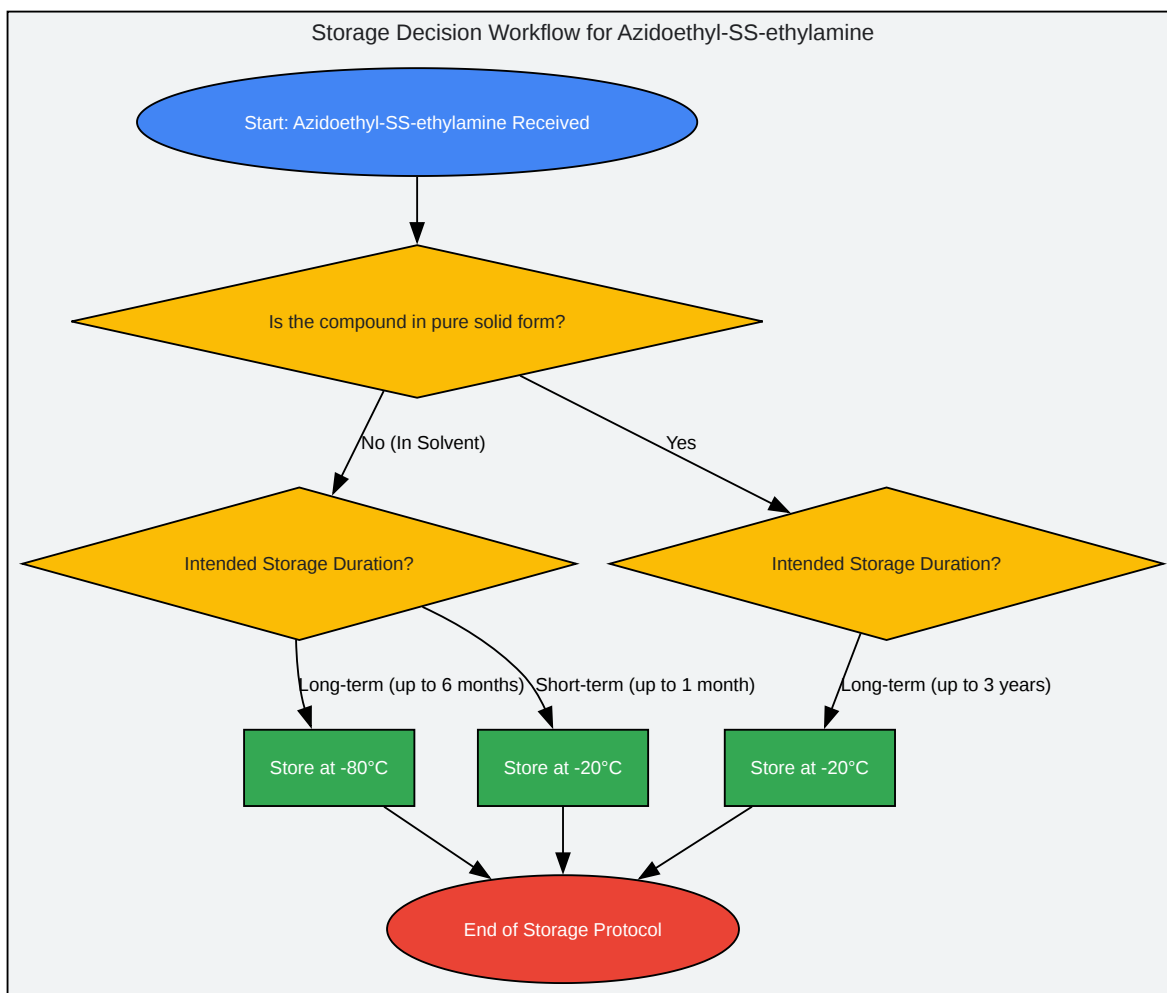 Storage Decision Workflow for Azidoethyl-SS-ethylamine
Start: Azidoethyl-SS-ethylamine Received
Is the compound in pure solid form?
No (In Solvent)
Yes
Intended Storage Duration?
Intended Storage Duration?
Long-term (up to 6 months)
Short-term (up to 1 month)
Long-term (up to 3 years)
Store at -80°C
Store at -20°C
Store at -20°C
End of Storage Protocol